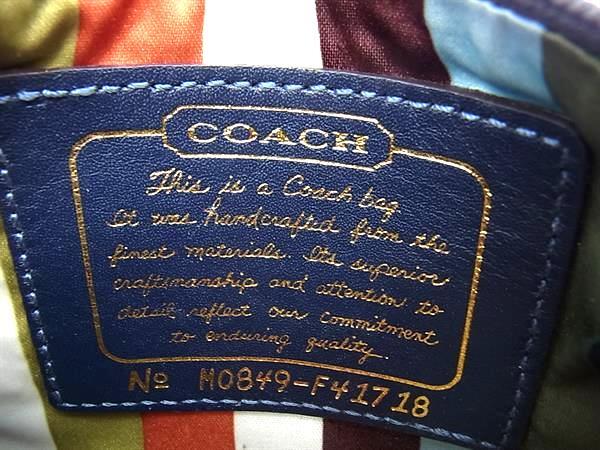 COACH
This is a Coach bag
It was handcrafted from the
finest materials. Its superior
craftsmanship and attention to
detail reflect our commitment
to enduring quality.
No M0849-F41718